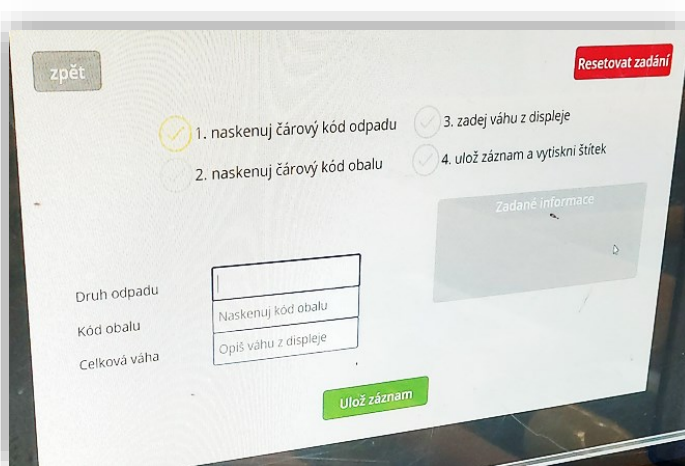 zpět
Resetovat zadání
1. naskenuj čárový kód odpadu
2. naskenuj čárový kód obalu
3. zadej váhu z displeje
4. ulož záznam a vytiskni štítek
Zadané informace
Druh odpadu
Kód obalu
Naskenuj kód obalu
Celková váha
Opiš váhu z displeje
Ulož záznam